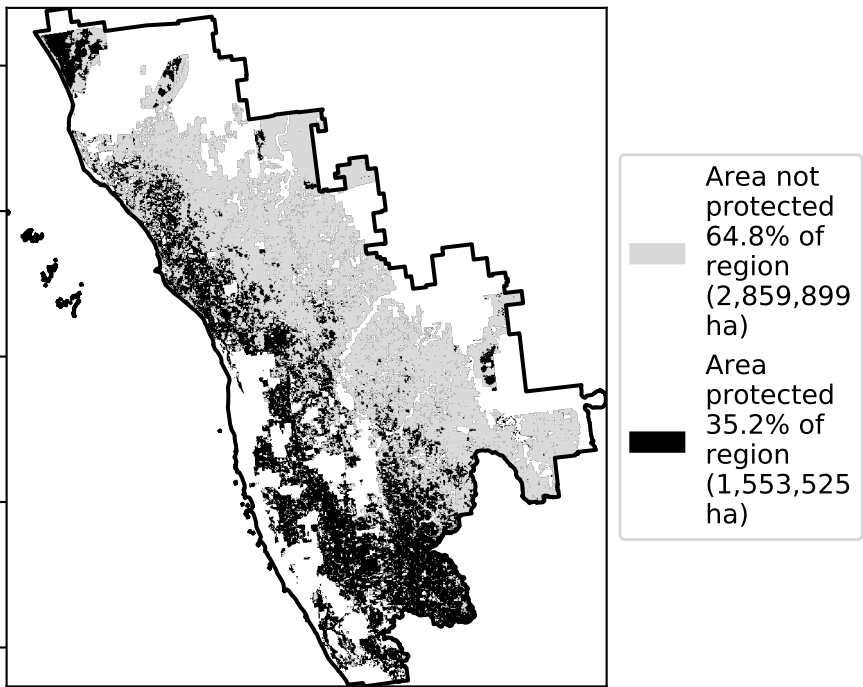 Area not
protected
64.8% of
region
(2,859,899
ha)
Area
protected
35.2% of
region
(1,553,525
ha)